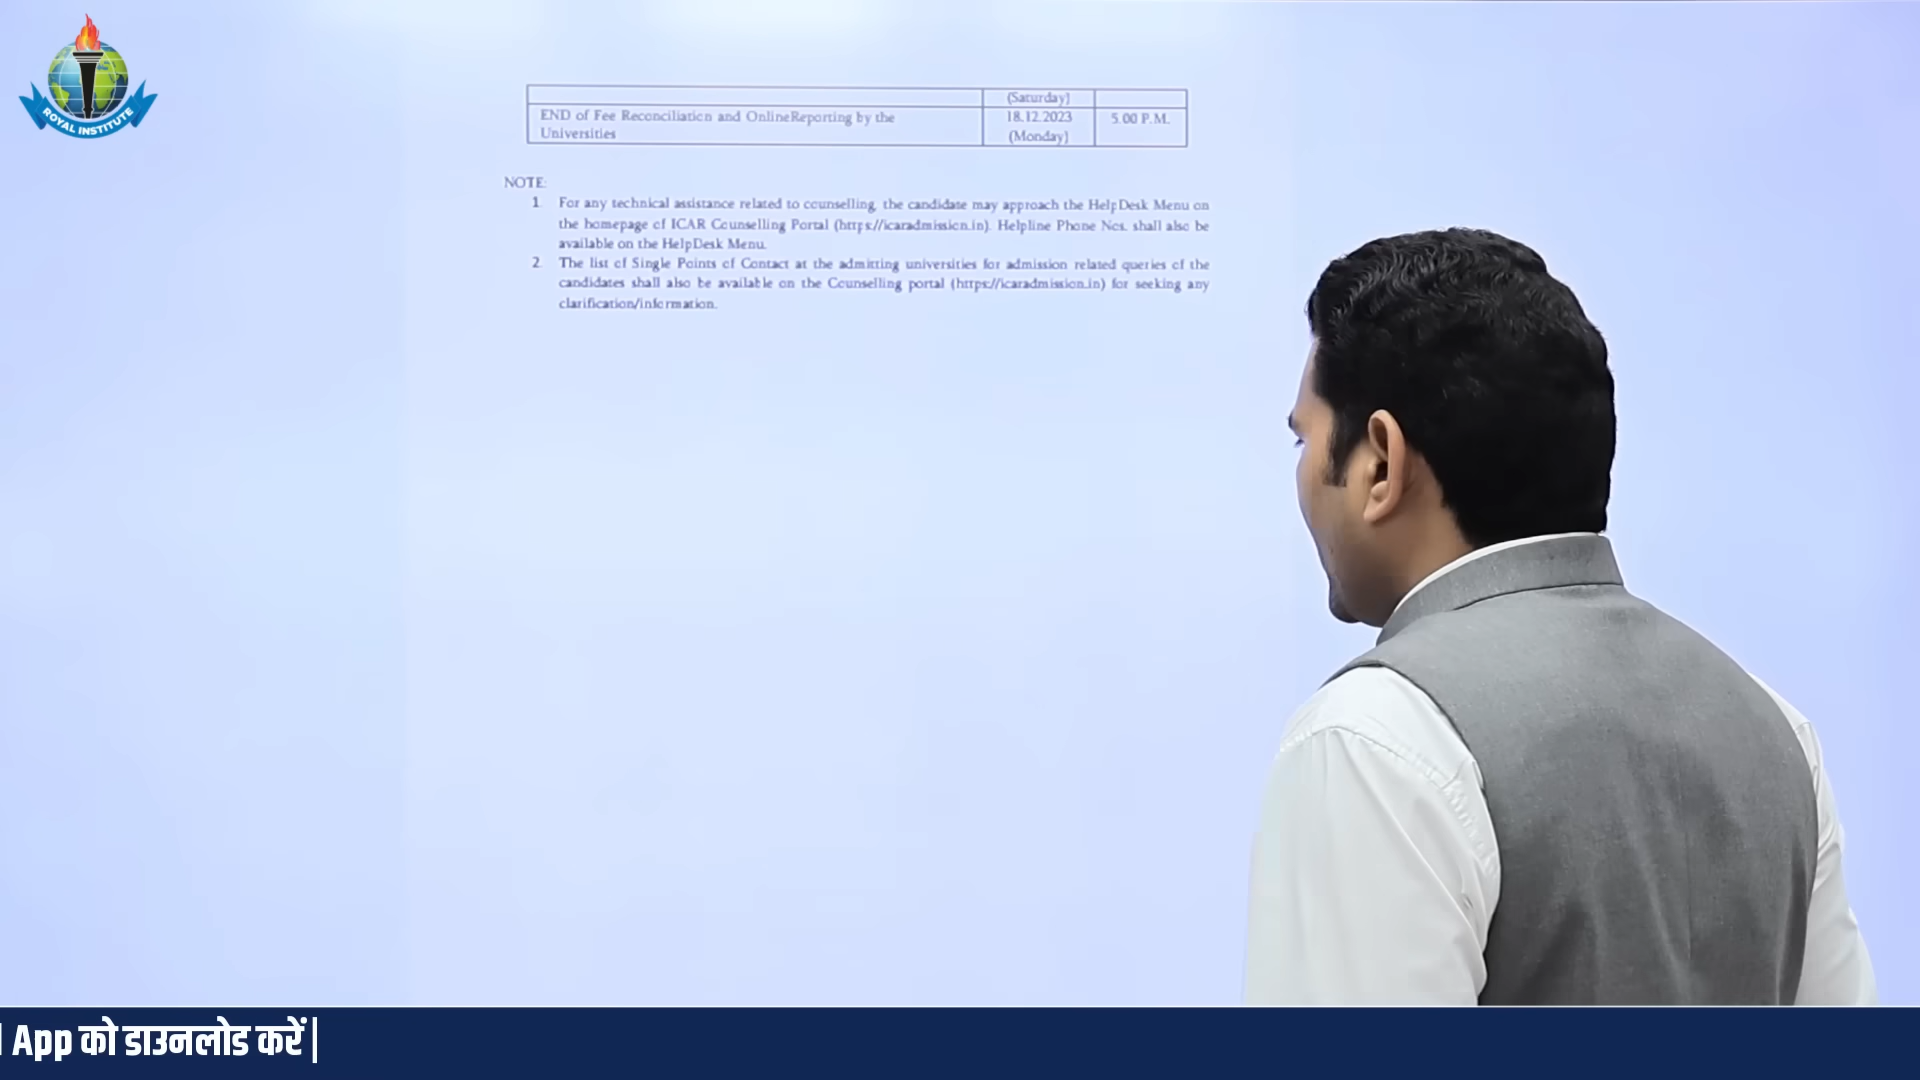 ROYAL INSTITUTE
(Saturday)
END of Fee Reconciliation and OnlineReporting by the
Universities
18.12.2023
(Monday)
5.00 P.M.
NOTE:
1. For any technical assistance related to counselling, the candidate may approach the HelpDesk Menu on
the homepage of ICAR Counselling Portal (https://icaradmission.in). Helpline Phone Nos. shall also be
available on the HelpDesk Menu.
2. The list of Single Points of Contact at the admitting universities for admission related queries of the
candidates shall also be available on the Counselling portal (https://icaradmission.in) for seeking any
clarification/information.
App को डाउनलोड करें |